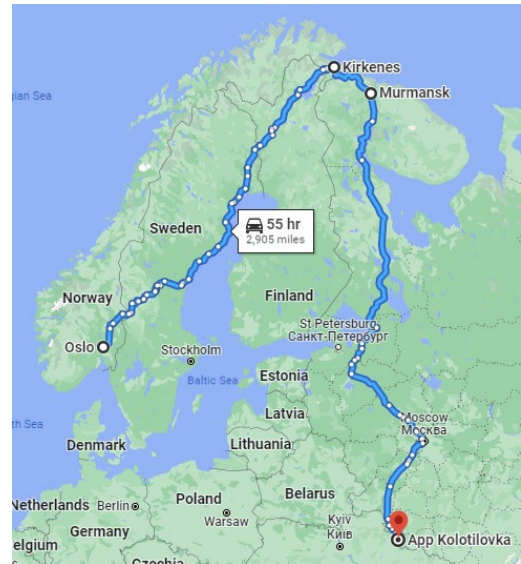 gian Sea
Kirkenes
Murmansk
55 hr
2,905 miles
Sweden
Norway
Finland
Oslo
St Petersburg
Санкт-Петербург
Stockholm
Estonia
Baltic Sea
th Sea
Latvia
Moscow
Москва
Denmark
Lithuania
Netherlands
Berlin
Poland
Belarus
Warsaw
Kyiv
Київ
App Kolotilovka
elgium
Germany
Czechia